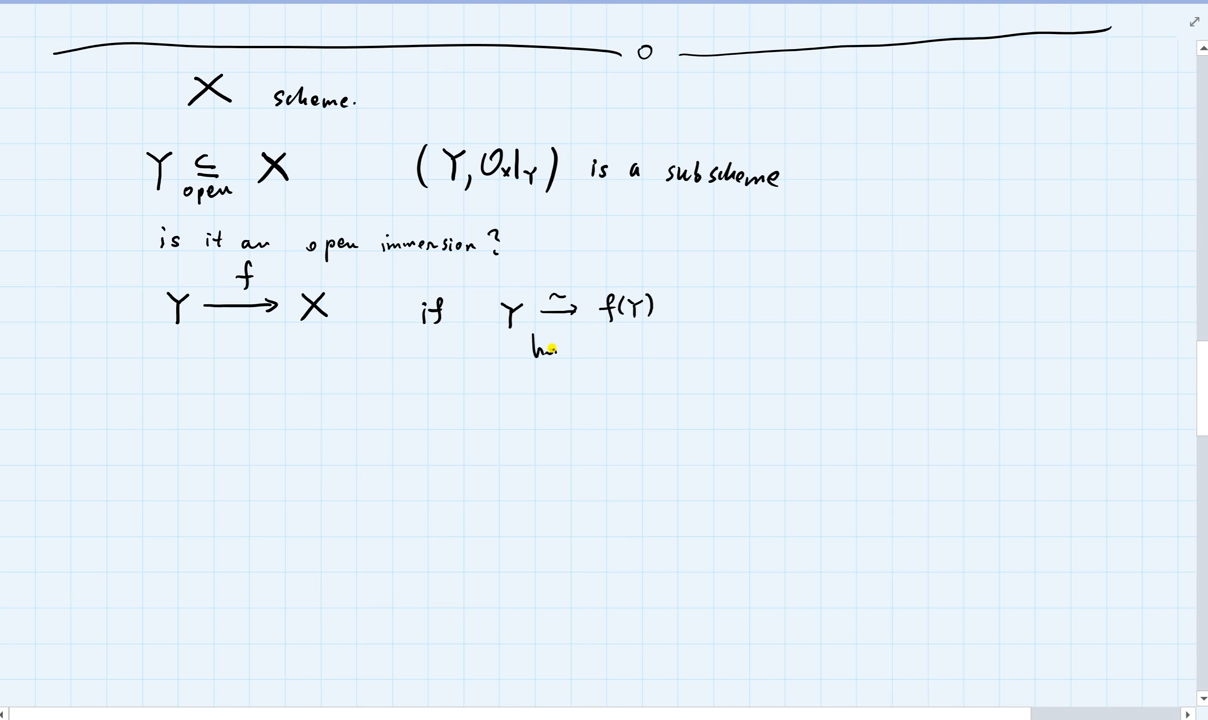 X scheme.
Y ⊆ X (Y, O_X|_Y) is a subscheme
open
is it an open immersion?
f
Y ⟶ X if Y ⥲ f(Y)